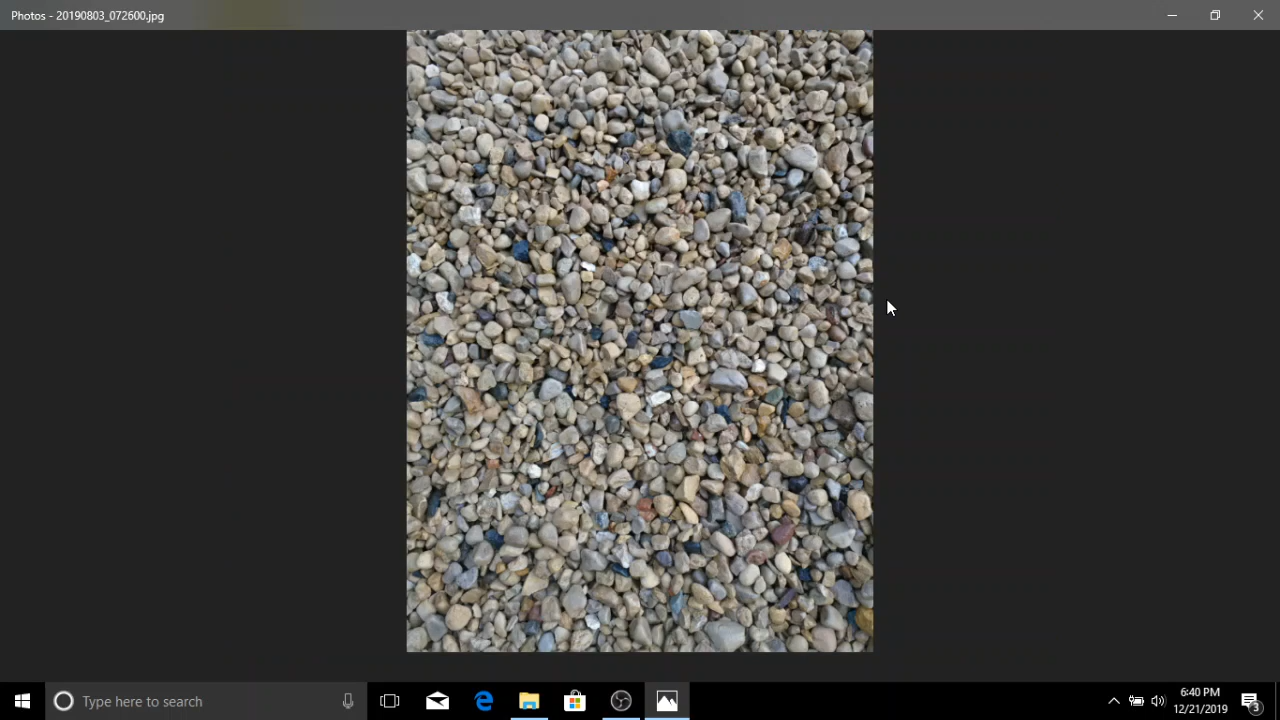 Photos - 20190803_072600.jpg
Type here to search
6:40 PM
12/21/2019
3